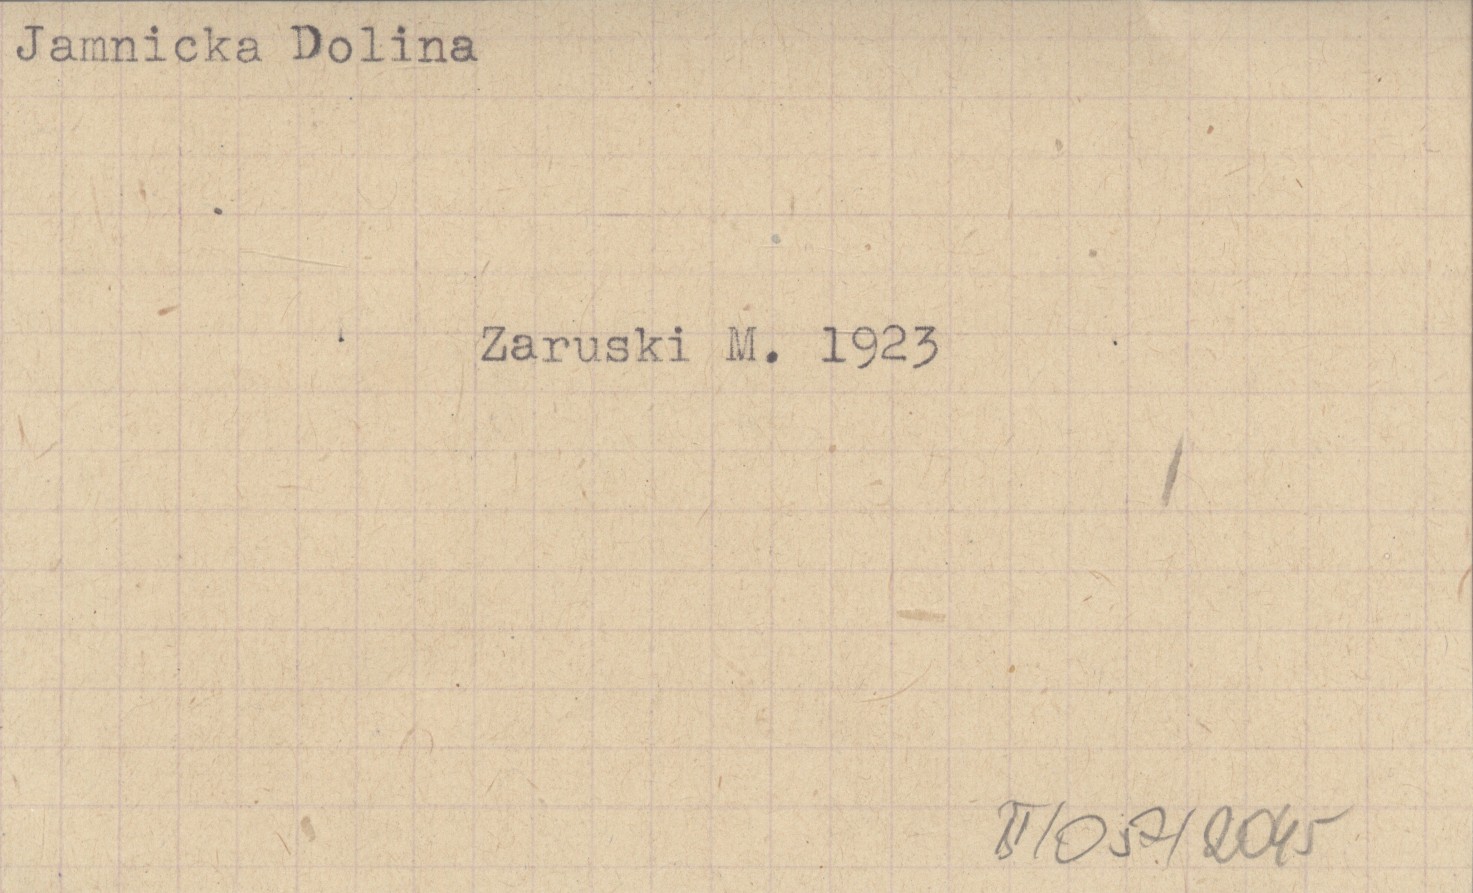 Jamnicka Dolina
Zaruski M. 1923
II/057/2045